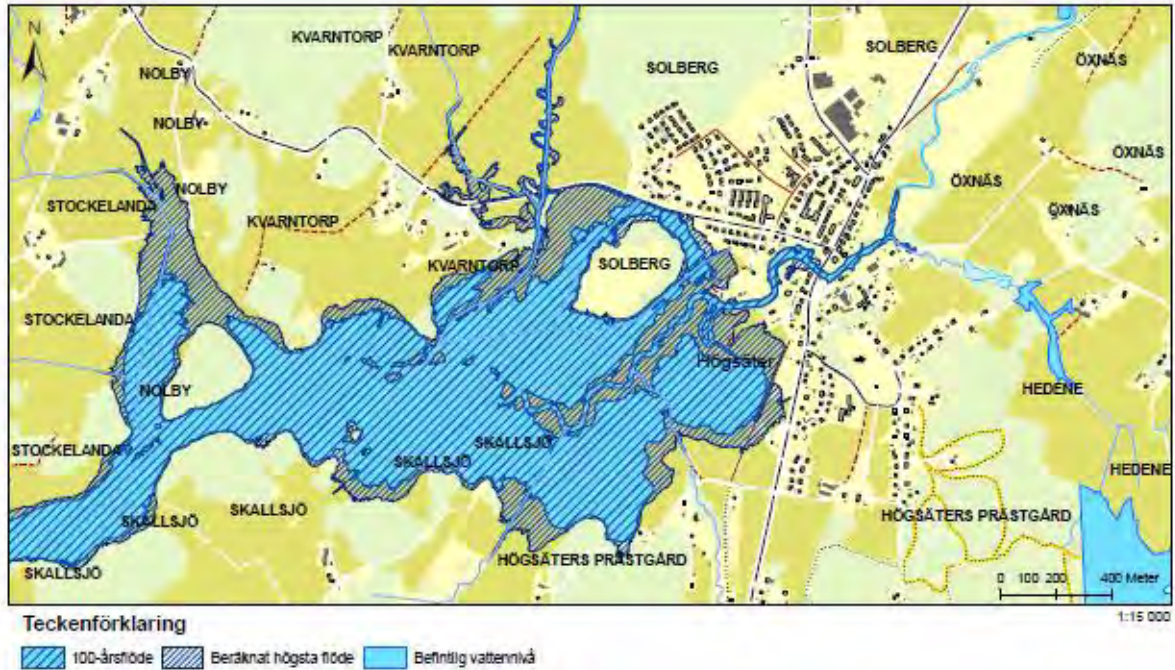 N
KVARNTORP
KVARNTORP
SOLBERG
SOLBERG
ÖXNÄS
NOLBY
NOLBY
ÖXNÄS
NOLBY
ÖXNÄS
STOCKELANDA
KVARNTORP
ÖXNÄS
KVARNTORP
SOLBERG
STOCKELANDA
Högsäter
NOLBY
HEDENE
SKALLSJÖ
STOCKELANDA
SKALLSJÖ
HEDENE
SKALLSJÖ
SKALLSJÖ
HÖGSÄTERS PRÄSTGÅRD
HÖGSÄTERS PRÄSTGÅRD
SKALLSJÖ
0 100 200 400 Meter
1:15 000
Teckenförklaring
100-årsflöde Beräknat högsta flöde Befintlig vattennivå